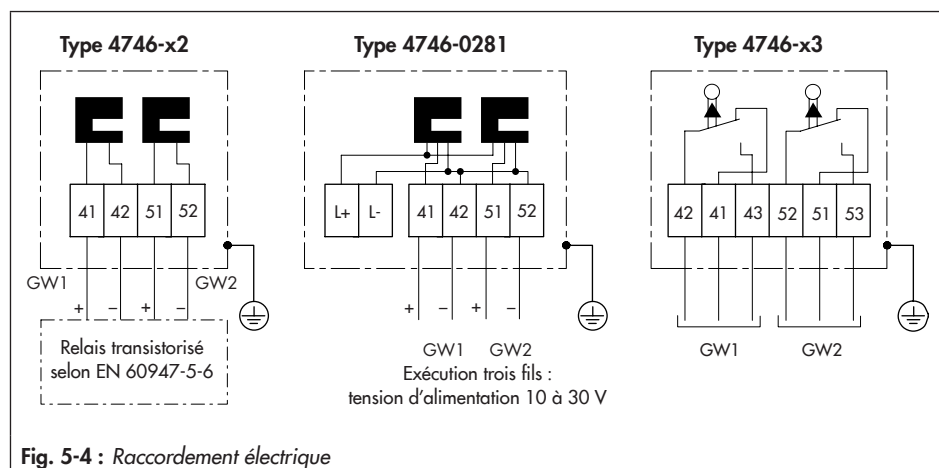 Type 4746-x2
Type 4746-0281
Type 4746-x3
41 42 51 52
L+ L- 41 42 51 52
42 41 43 52 51 53
GW1
GW2
+ – + –
+ – + –
Relais transistorisé
selon EN 60947-5-6
GW1 GW2
Exécution trois fils :
tension d'alimentation 10 à 30 V
GW1 GW2
Fig. 5-4 : Raccordement électrique